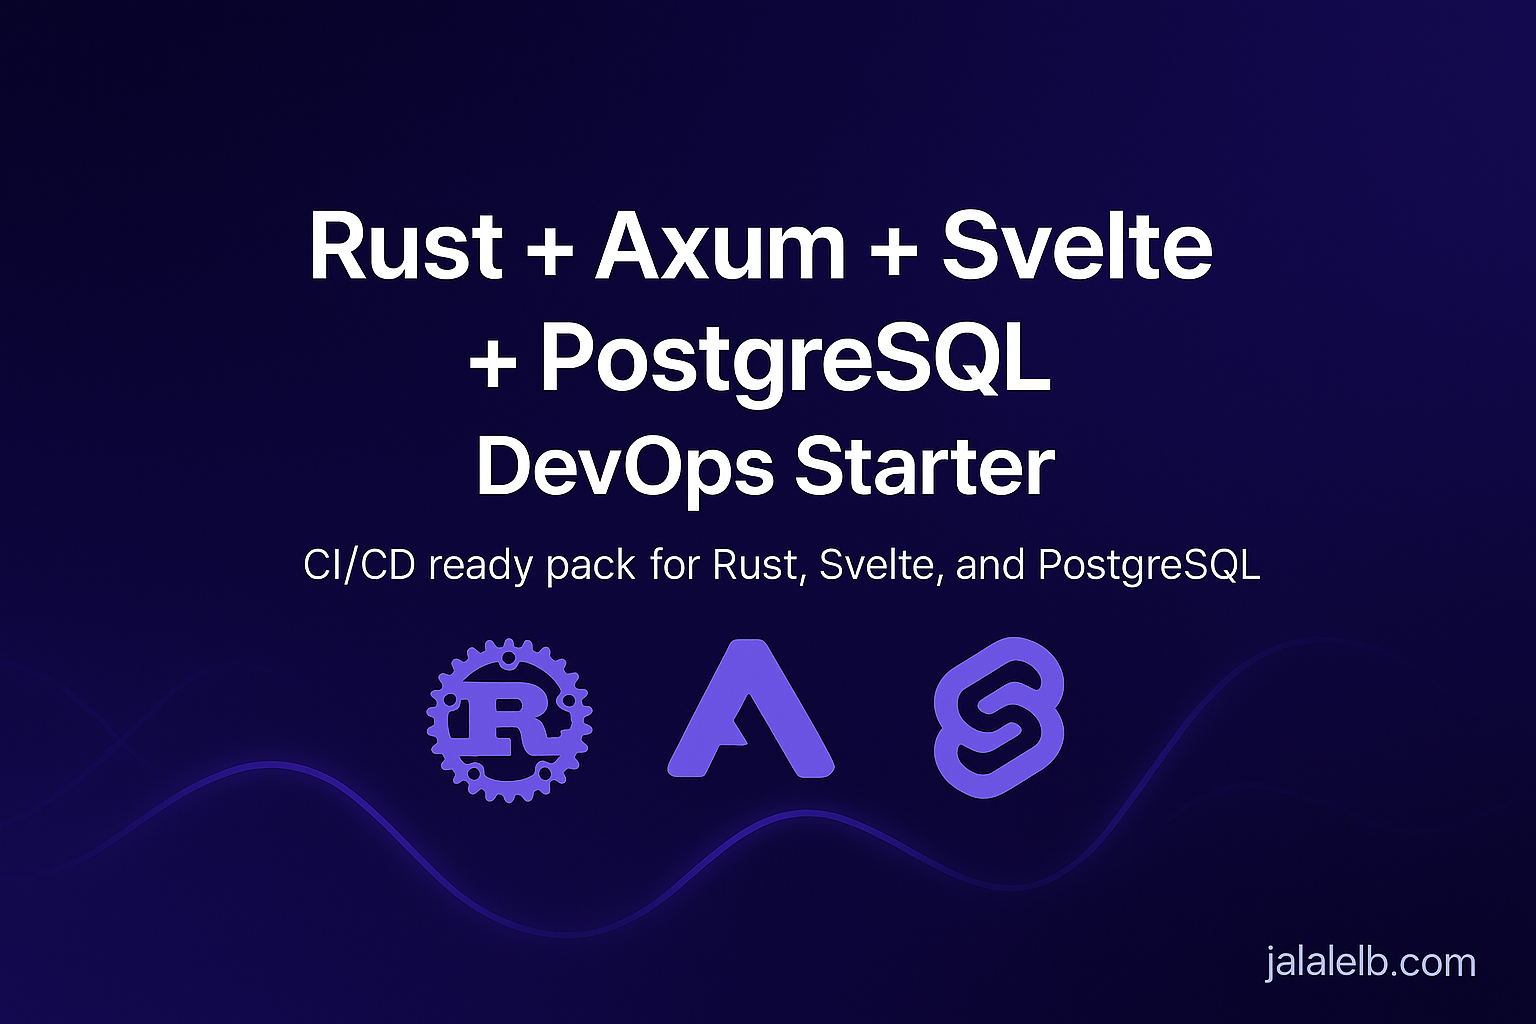 Rust + Axum + Svelte
+ PostgreSQL
DevOps Starter
CI/CD ready pack for Rust, Svelte, and PostgreSQL
R
jalalelb.com